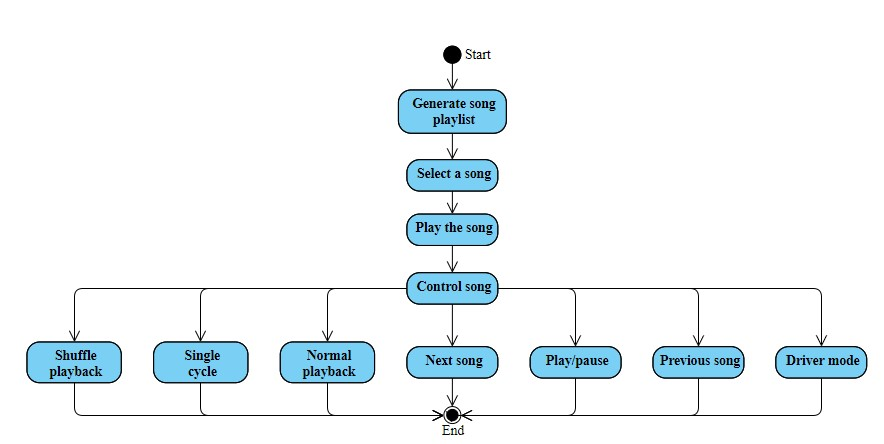 Start
Generate song
playlist
Select a song
Play the song
Control song
Shuffle
playback
Single
cycle
Normal
playback
Next song
Play/pause
Previous song
Driver mode
End